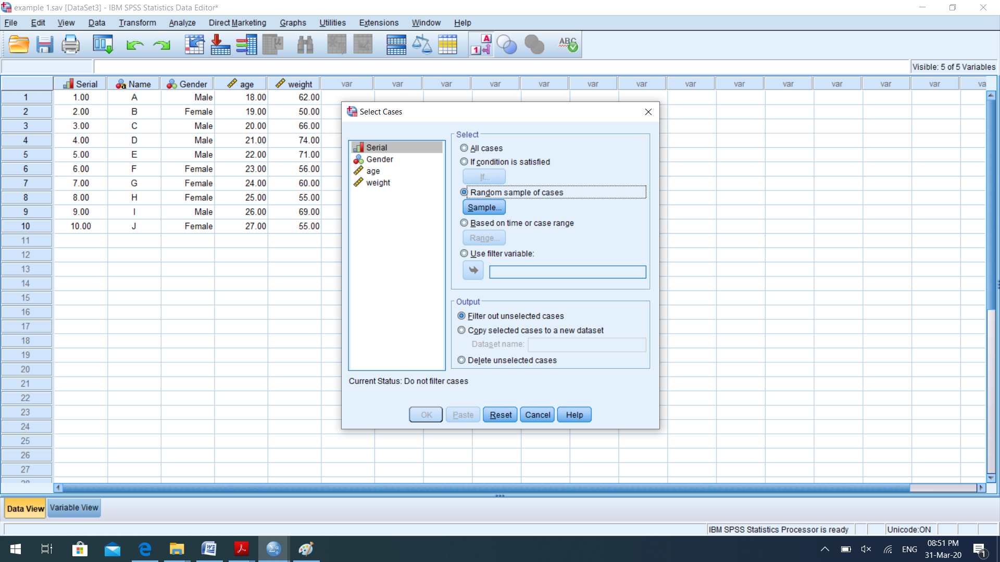 example 1.sav [DataSet3] - IBM SPSS Statistics Data Editor*
File Edit View Data Transform Analyze Direct Marketing Graphs Utilities Extensions Window Help
A
1
ABC
Visible: 5 of 5 Variables
Serial Name Gender age weight var var var var var var var var var var var var var va
1 1.00 A Male 18.00 62.00
2 2.00 B Female 19.00 50.00
3 3.00 C Male 20.00 66.00
4 4.00 D Male 21.00 74.00
5 5.00 E Male 22.00 71.00
6 6.00 F Female 23.00 56.00
7 7.00 G Female 24.00 60.00
8 8.00 H Female 25.00 55.00
9 9.00 I Male 26.00 69.00
10 10.00 J Female 27.00 55.00
11
12
13
14
15
16
17
18
19
20
21
22
23
24
25
26
27
28
Select Cases
Serial
Gender
age
weight
Select
All cases
If condition is satisfied
If...
Random sample of cases
Sample...
Based on time or case range
Range...
Use filter variable:
Output
Filter out unselected cases
Copy selected cases to a new dataset
Dataset name:
Delete unselected cases
Current Status: Do not filter cases
OK Paste Reset Cancel Help
Data View Variable View
IBM SPSS Statistics Processor is ready Unicode:ON
ENG
08:51 PM
31-Mar-20
1